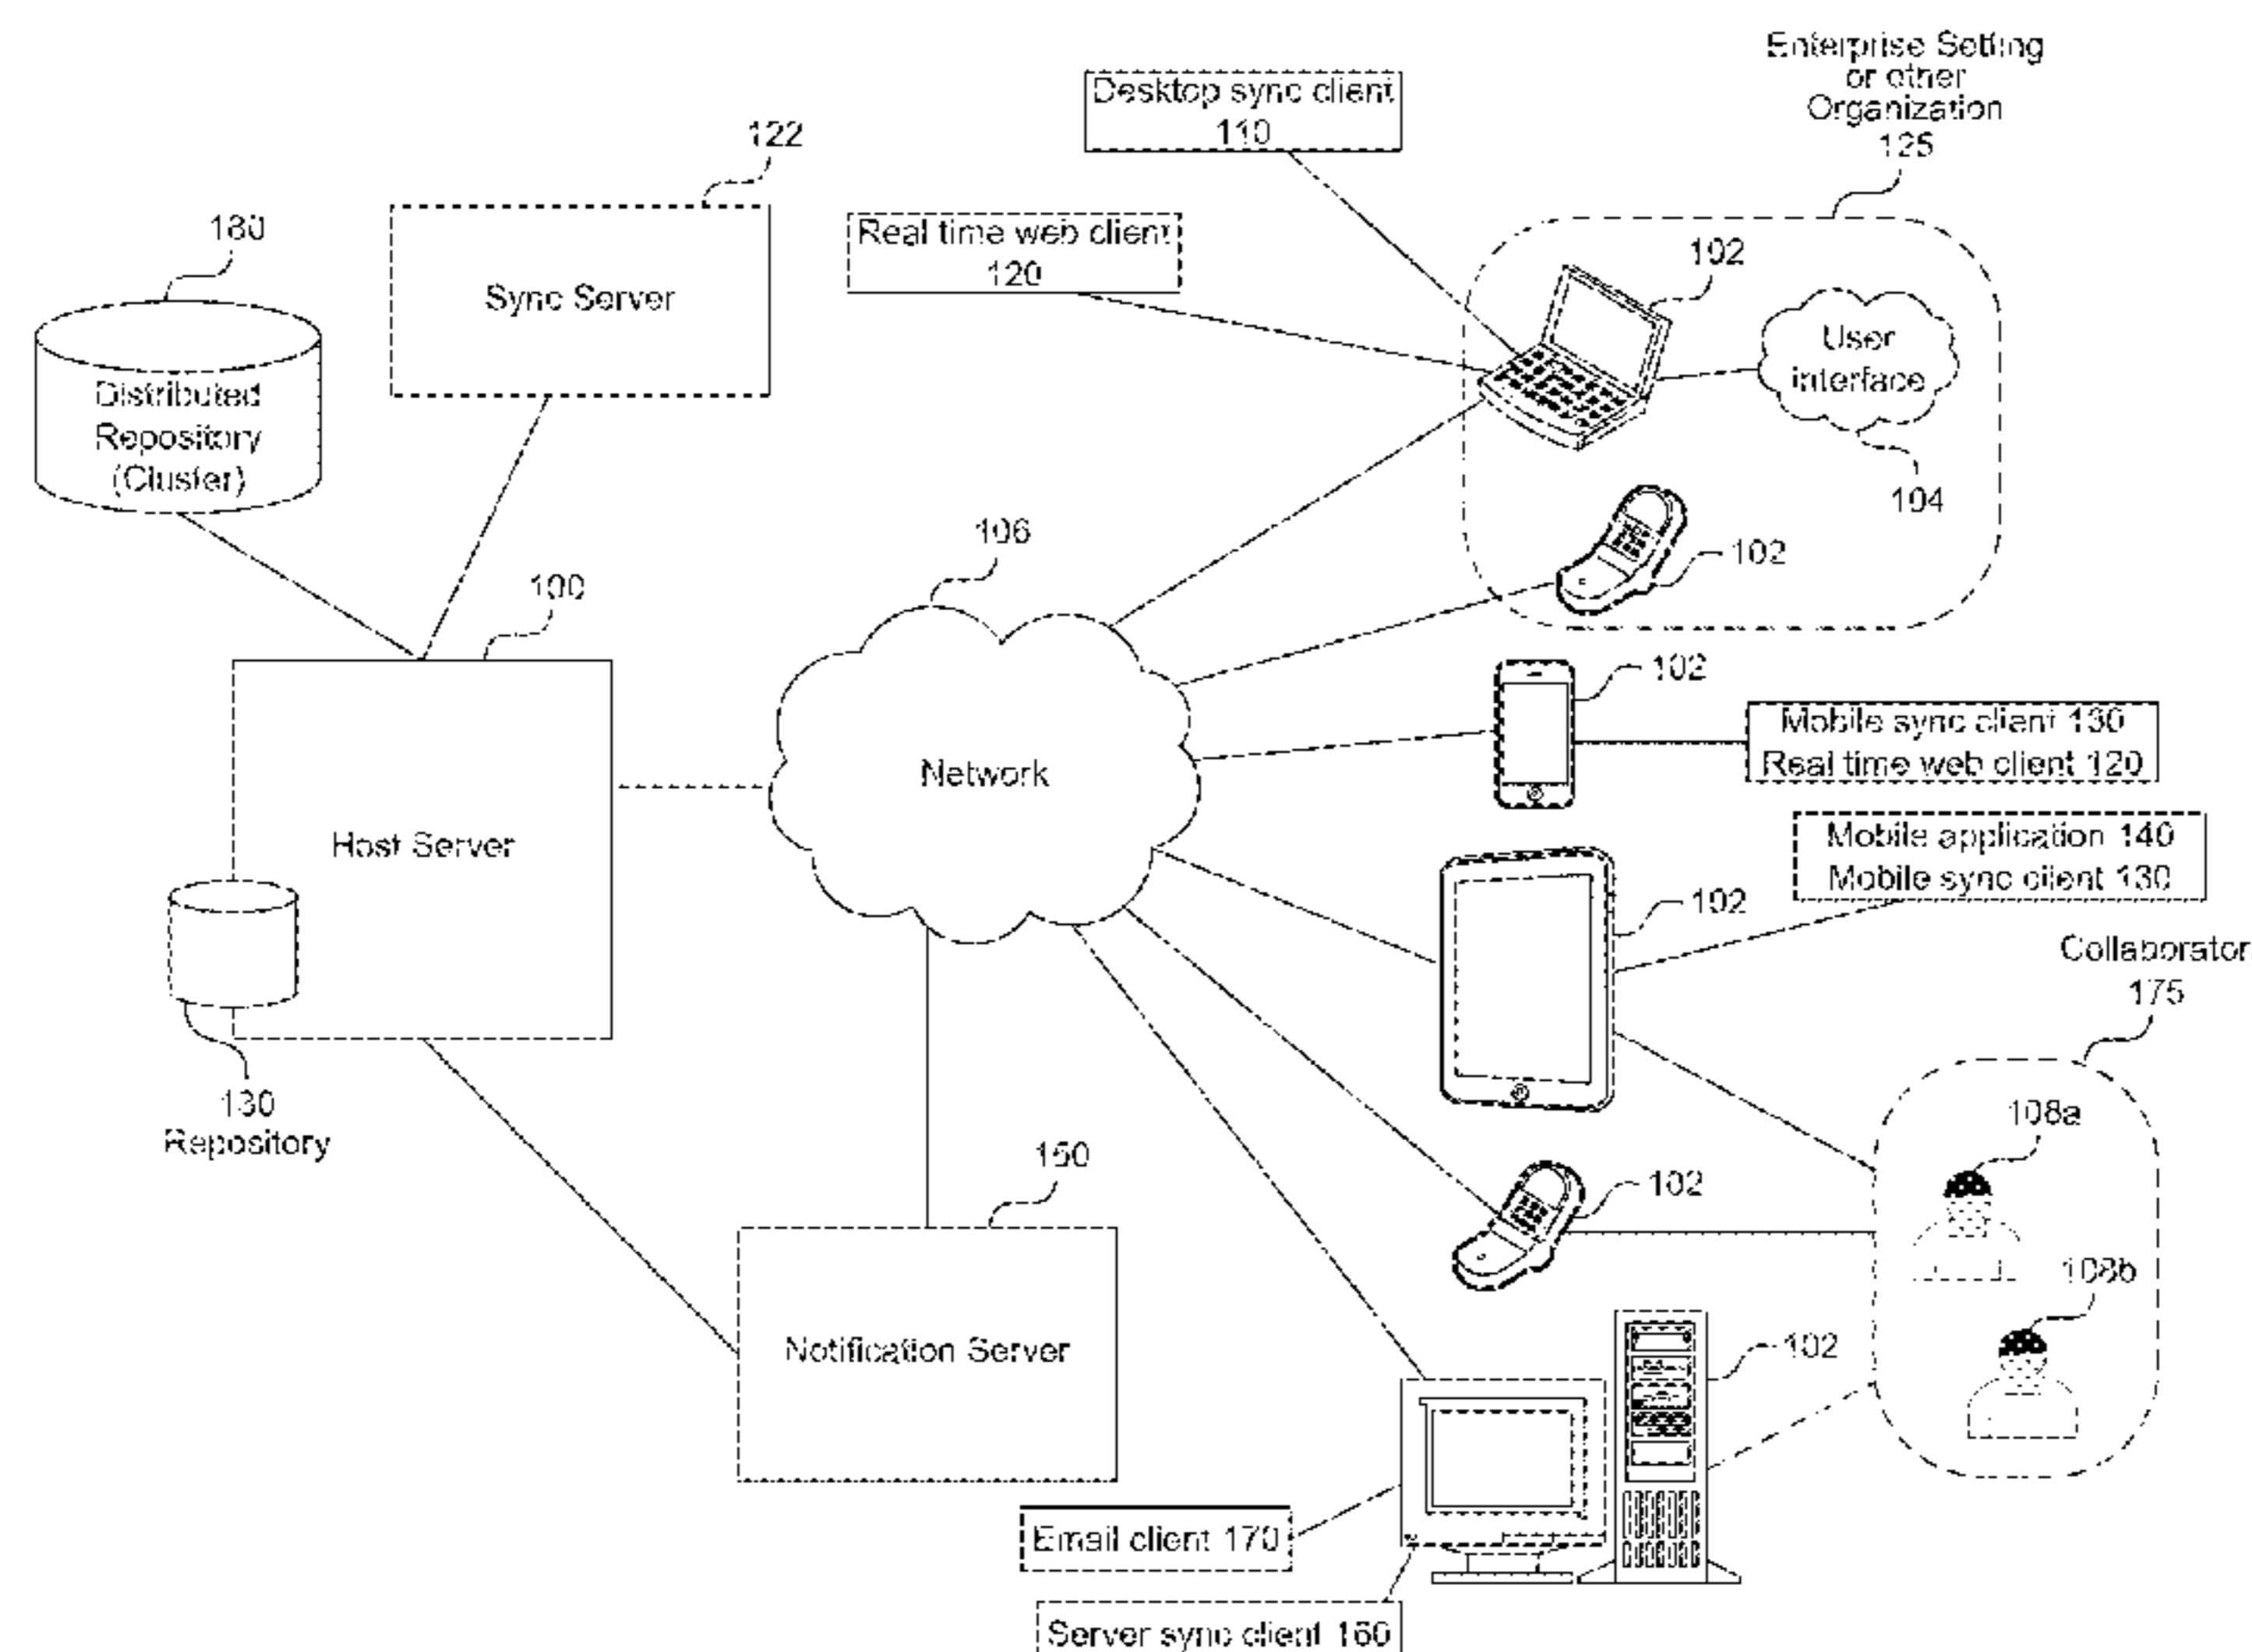 Enterprise Setting
or other
Organization
125
Desktop sync client
110
122
Real time web client
120
180
102
Sync Server
User
interface
Distributed
Repository
(Cluster)
104
106
102
100
102
Mobile sync client 130
Real time web client 120
Network
Host Server
Mobile application 140
Mobile sync client 130
102
Collaborator
175
130
Repository
108a
150
102
108b
Notification Server
102
Email client 170
Server sync client 160